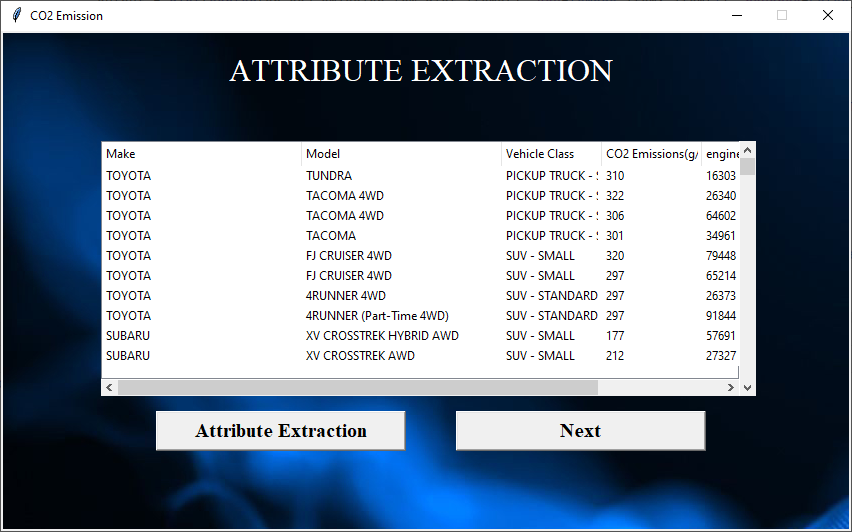 CO2 Emission
ATTRIBUTE EXTRACTION
Make Model Vehicle Class CO2 Emissions(g/ engine
TOYOTA TUNDRA PICKUP TRUCK - S 310 16303
TOYOTA TACOMA 4WD PICKUP TRUCK - S 322 26340
TOYOTA TACOMA 4WD PICKUP TRUCK - S 306 64602
TOYOTA TACOMA PICKUP TRUCK - S 301 34961
TOYOTA FJ CRUISER 4WD SUV - SMALL 320 79448
TOYOTA FJ CRUISER 4WD SUV - SMALL 297 65214
TOYOTA 4RUNNER 4WD SUV - STANDARD 297 26373
TOYOTA 4RUNNER (Part-Time 4WD) SUV - STANDARD 297 91844
SUBARU XV CROSSTREK HYBRID AWD SUV - SMALL 177 57691
SUBARU XV CROSSTREK AWD SUV - SMALL 212 27327
Attribute Extraction Next